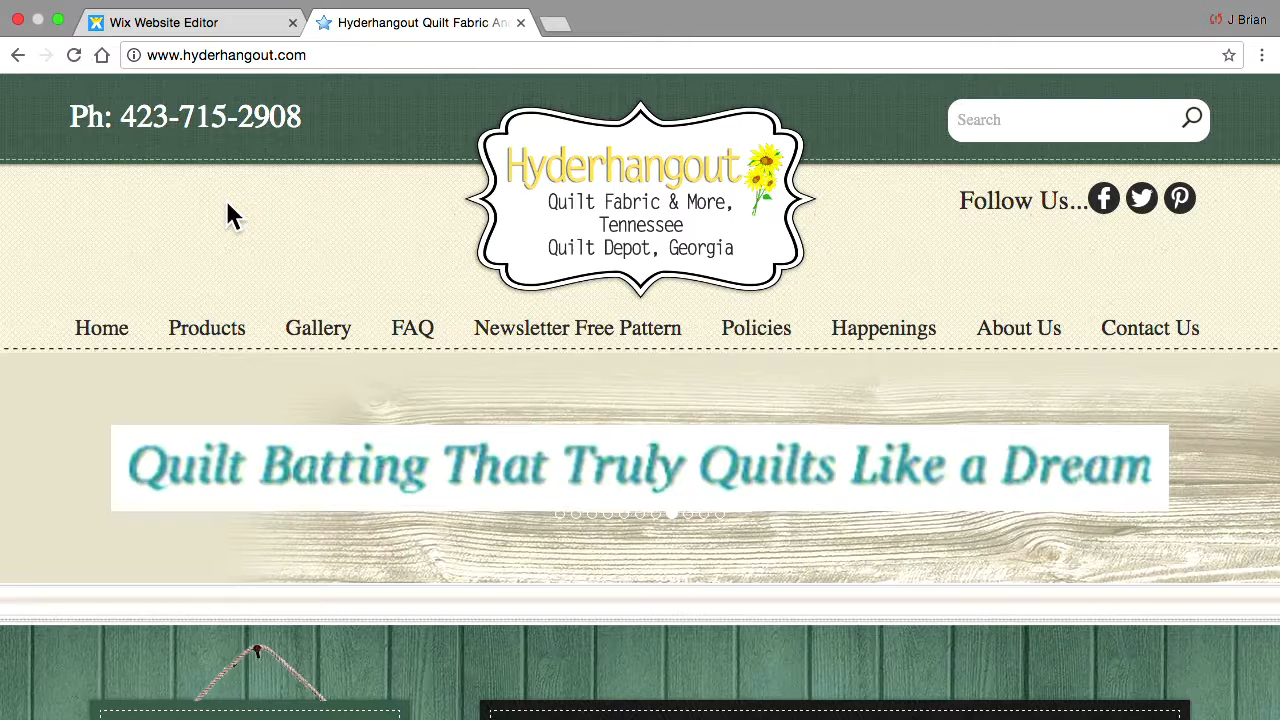 Wix Website Editor
Hyderhangout Quilt Fabric An
J Brian
www.hyderhangout.com
Ph: 423-715-2908
Search
Hyderhangout
Quilt Fabric & More,
Tennessee
Quilt Depot, Georgia
Follow Us...
Home Products Gallery FAQ Newsletter Free Pattern Policies Happenings About Us Contact Us
Quilt Batting That Truly Quilts Like a Dream